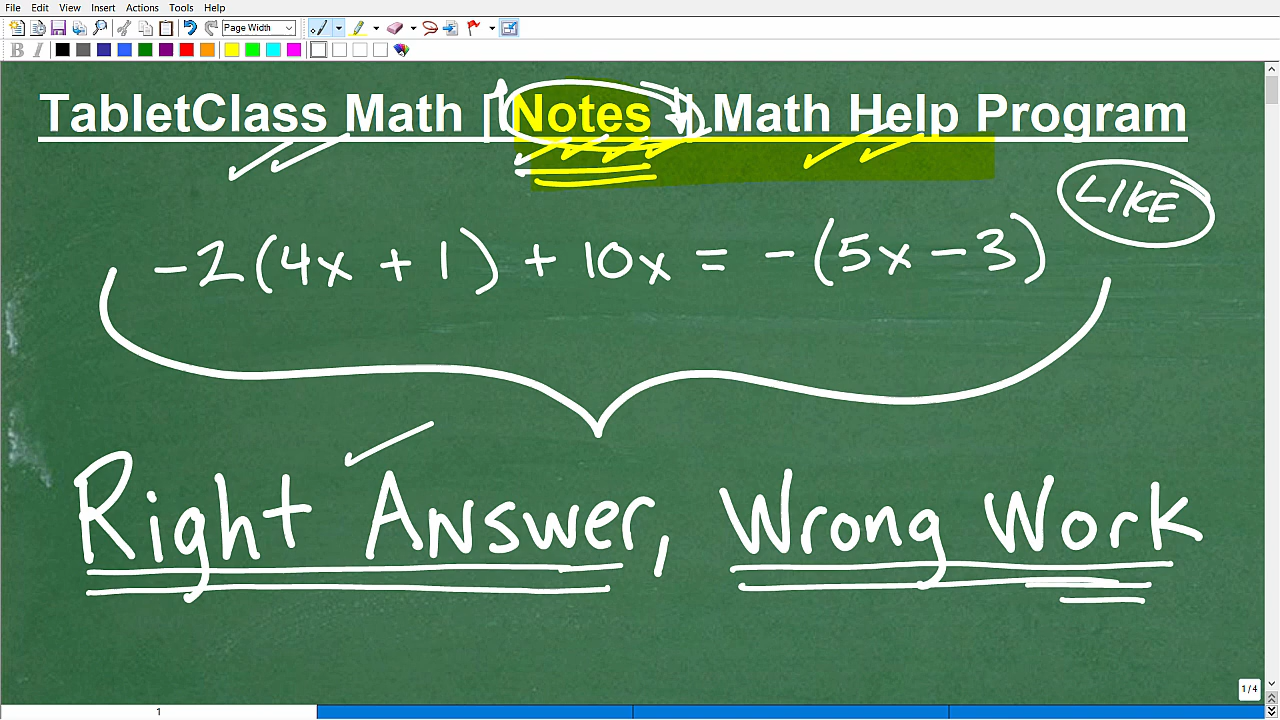 File Edit View Insert Actions Tools Help
Page Width
B I
TabletClass Math [ Notes ] Math Help Program
LIKE
-2(4x + 1) + 10x = -(5x - 3)
Right Answer, Wrong Work
1/4
1